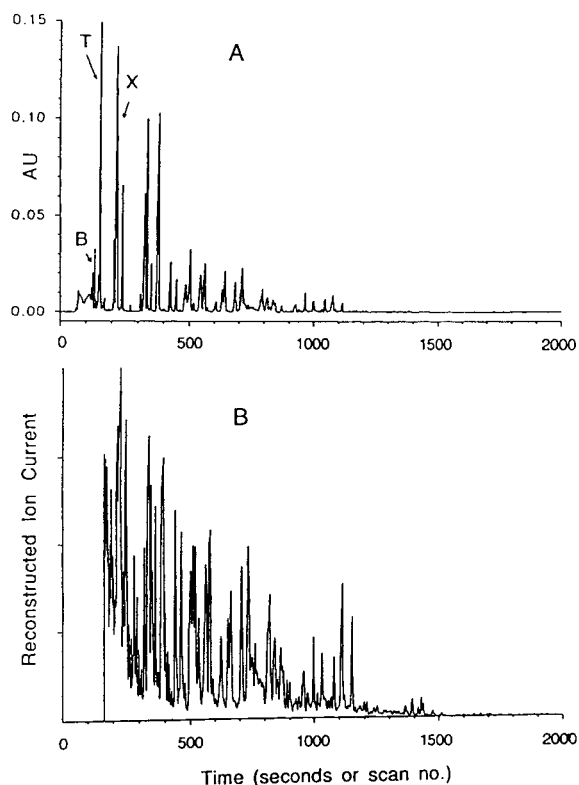 0.15
T
A
X
0.10
AU
0.05
B
0.00
0 500 1000 1500 2000
B
Reconstructed Ion Current
0 500 1000 1500 2000
Time (seconds or scan no.)